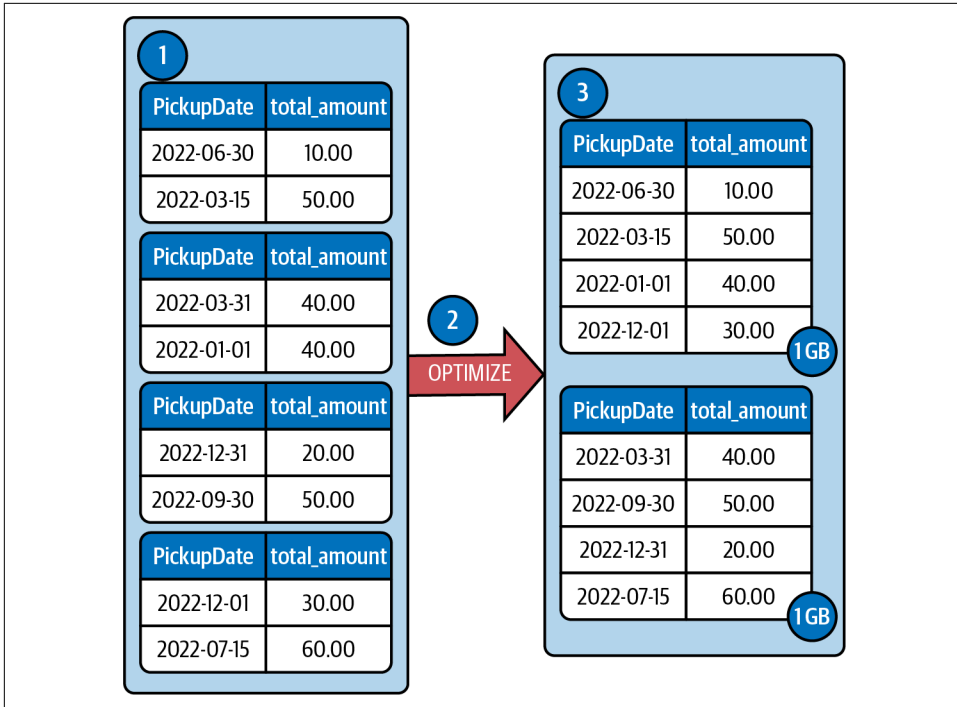 1
PickupDate total_amount
2022-06-30 10.00
2022-03-15 50.00
PickupDate total_amount
2022-03-31 40.00
2022-01-01 40.00
PickupDate total_amount
2022-12-31 20.00
2022-09-30 50.00
PickupDate total_amount
2022-12-01 30.00
2022-07-15 60.00
2
OPTIMIZE
3
PickupDate total_amount
2022-06-30 10.00
2022-03-15 50.00
2022-01-01 40.00
2022-12-01 30.00
1 GB
PickupDate total_amount
2022-03-31 40.00
2022-09-30 50.00
2022-12-31 20.00
2022-07-15 60.00
1 GB